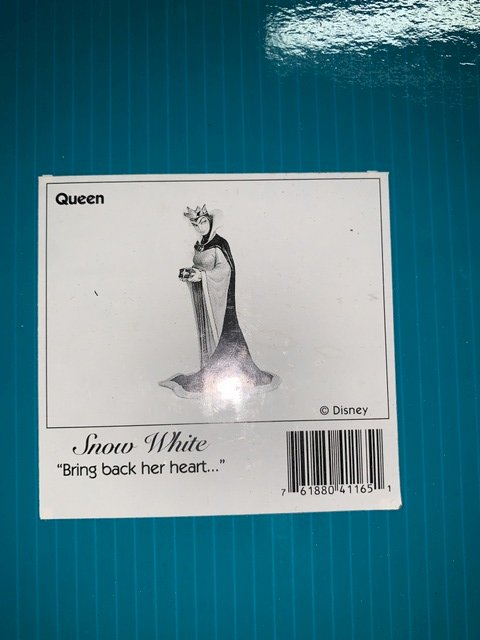 Queen
© Disney
Snow White
"Bring back her heart..."
7 61880 41165 1